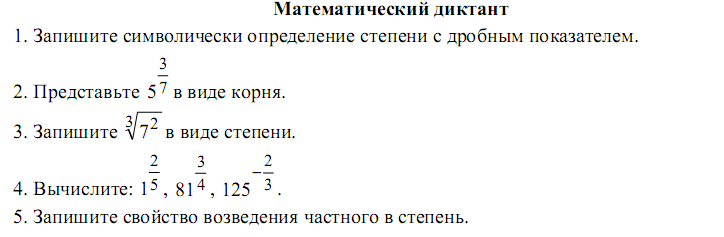 Математический диктант
1. Запишите символически определение степени с дробным показателем.
2. Представьте $5^{\frac{3}{7}}$ в виде корня.
3. Запишите $\sqrt[3]{7^2}$ в виде степени.
4. Вычислите: $1^{\frac{2}{5}}$, $81^{\frac{3}{4}}$, $125^{-\frac{2}{3}}$.
5. Запишите свойство возведения частного в степень.